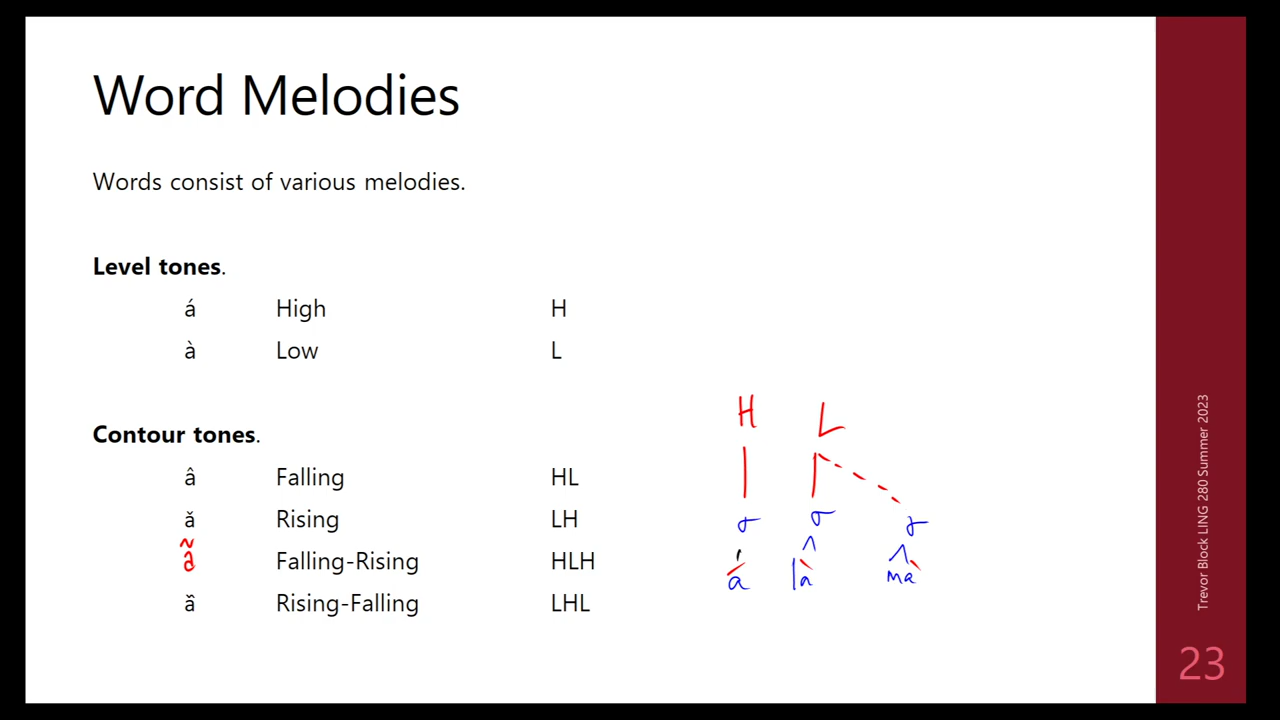 Word Melodies
Words consist of various melodies.
Level tones.
á High H
à Low L
Contour tones.
â Falling HL
ǎ Rising LH
Falling-Rising HLH
Rising-Falling LHL
H L
σ σ σ
á là mà
Trevor Block LING 280 Summer 2023
23